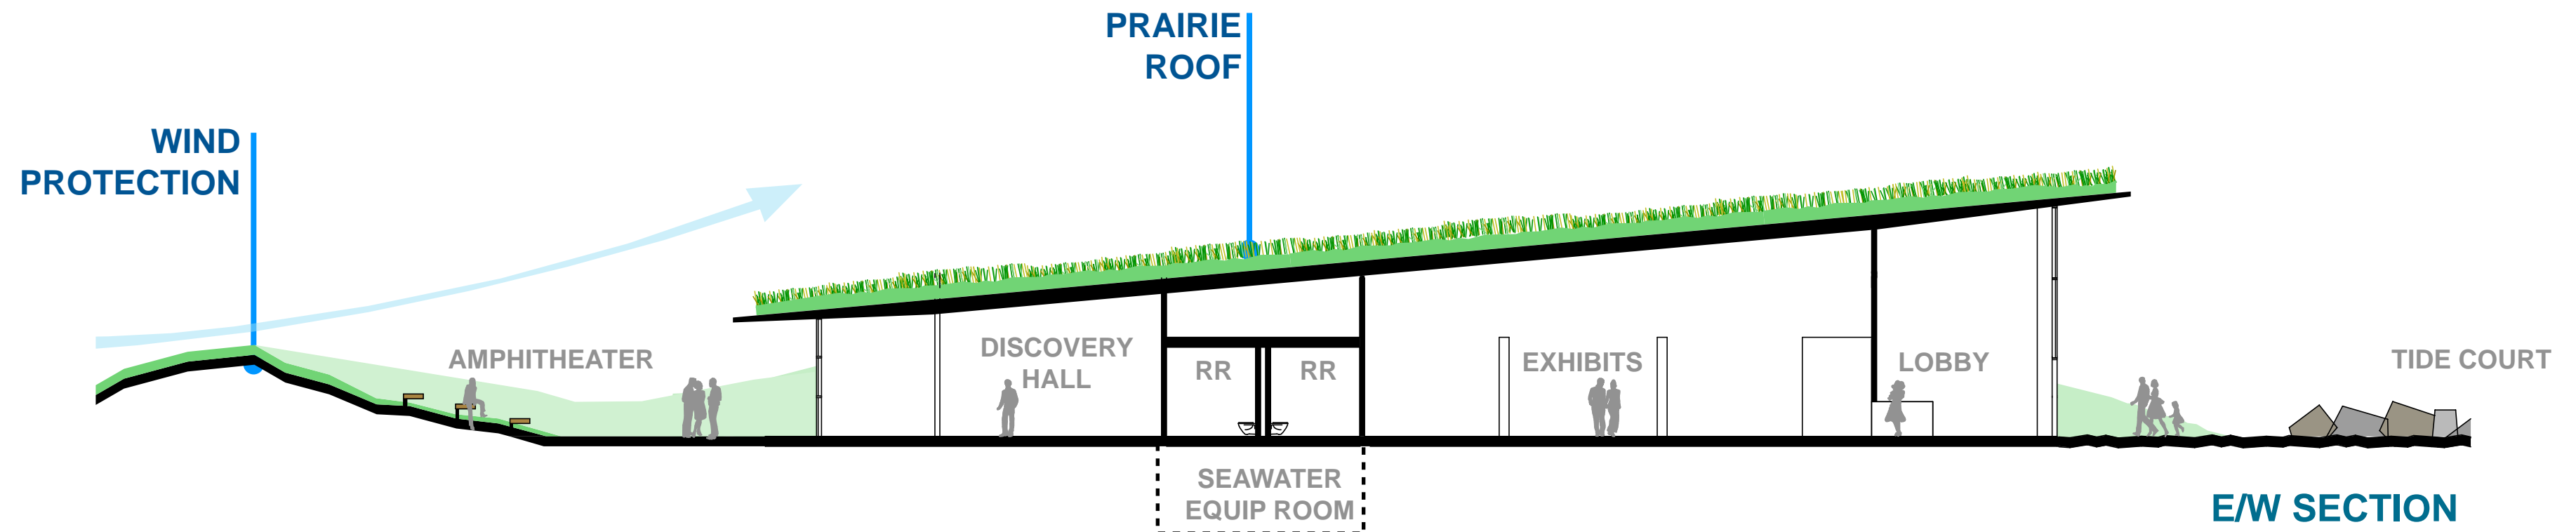 PRAIRIE
ROOF
WIND
PROTECTION
AMPHITHEATER
DISCOVERY
HALL
RR
RR
EXHIBITS
LOBBY
TIDE COURT
SEAWATER
EQUIP ROOM
E/W SECTION